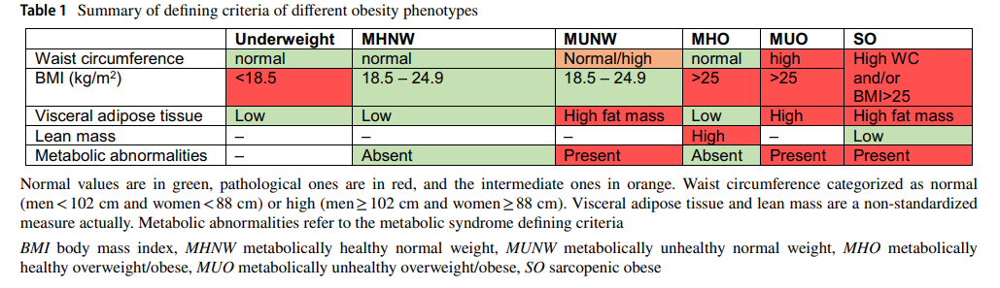 Table 1 Summary of defining criteria of different obesity phenotypes
Underweight MHNW MUNW MHO MUO SO
Waist circumference normal normal Normal/high normal high High WC and/or BMI>25
BMI (kg/m²) <18.5 18.5 – 24.9 18.5 – 24.9 >25 >25
Visceral adipose tissue Low Low High fat mass Low High High fat mass
Lean mass – – – High – Low
Metabolic abnormalities – Absent Present Absent Present Present
Normal values are in green, pathological ones are in red, and the intermediate ones in orange. Waist circumference categorized as normal
(men < 102 cm and women < 88 cm) or high (men ≥ 102 cm and women ≥ 88 cm). Visceral adipose tissue and lean mass are a non-standardized
measure actually. Metabolic abnormalities refer to the metabolic syndrome defining criteria
BMI body mass index, MHNW metabolically healthy normal weight, MUNW metabolically unhealthy normal weight, MHO metabolically
healthy overweight/obese, MUO metabolically unhealthy overweight/obese, SO sarcopenic obese